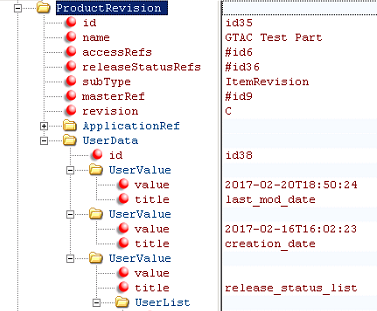 ProductRevision
id id35
name GTAC Test Part
accessRefs #id6
releaseStatusRefs #id36
subType ItemRevision
masterRef #id9
revision C
ApplicationRef
UserData
id id38
UserValue
value 2017-02-20T18:50:24
title last_mod_date
UserValue
value 2017-02-16T16:02:23
title creation_date
UserValue
value
title release_status_list
UserList